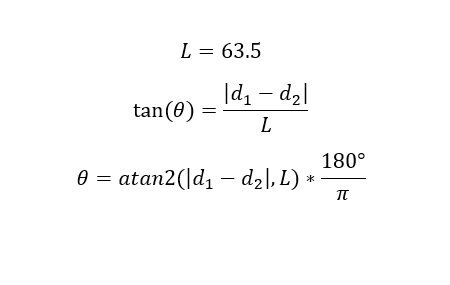 L = 63.5
tan(θ) = |d₁ − d₂| / L
θ = atan2(|d₁ − d₂|, L) * 180° / π